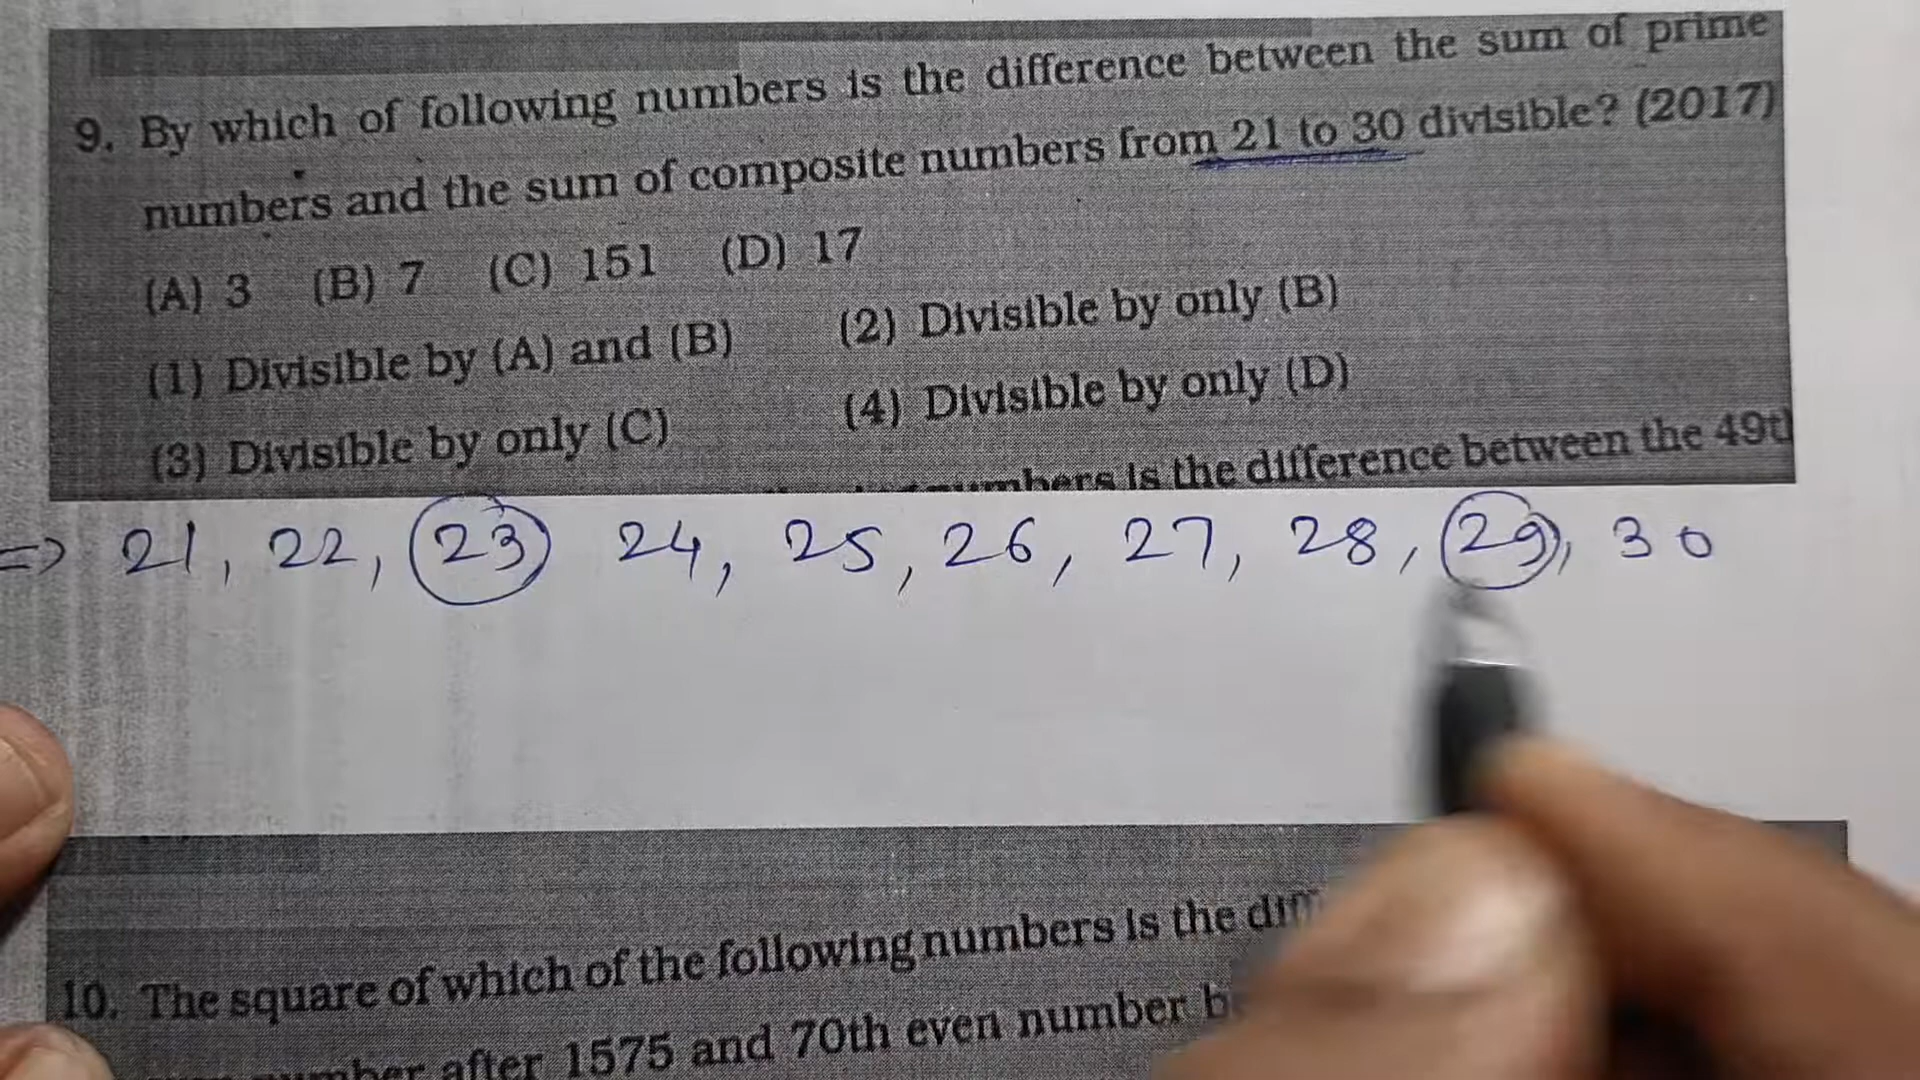 9. By which of following numbers is the difference between the sum of prime
numbers and the sum of composite numbers from 21 to 30 divisible? (2017)
(A) 3 (B) 7 (C) 151 (D) 17
(1) Divisible by (A) and (B) (2) Divisible by only (B)
(3) Divisible by only (C) (4) Divisible by only (D)
numbers is the difference between the 49th
=> 21, 22, 23 24, 25, 26, 27, 28, 29, 30
10. The square of which of the following numbers is the diff
number after 1575 and 70th even number b